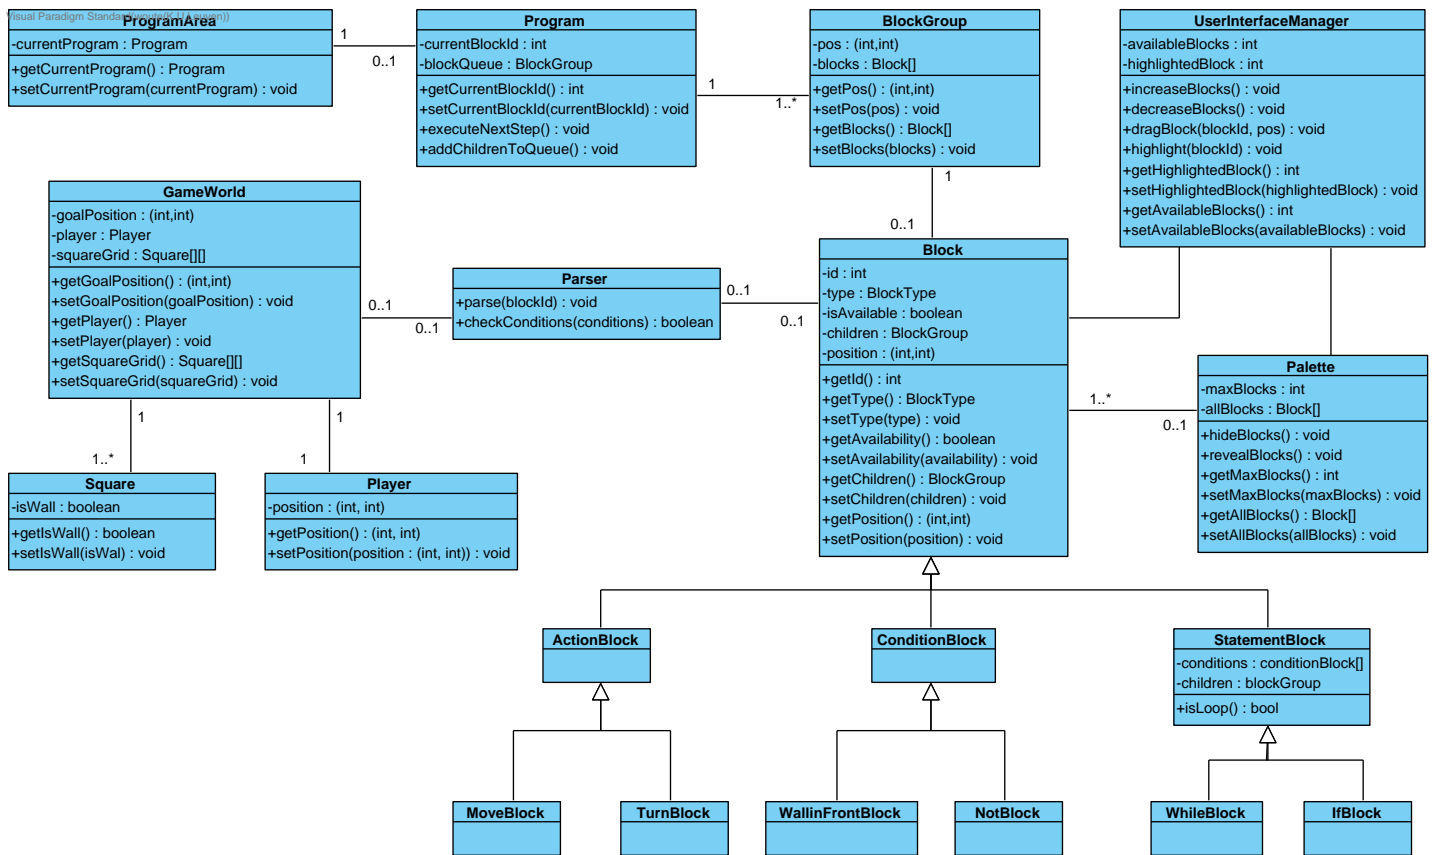 Visual Paradigm Standard(wouter(K.U.Leuven))
ProgramArea
-currentProgram : Program
+getCurrentProgram() : Program
+setCurrentProgram(currentProgram) : void
1
0..1
Program
-currentBlockId : int
-blockQueue : BlockGroup
+getCurrentBlockId() : int
+setCurrentBlockId(currentBlockId) : void
+executeNextStep() : void
+addChildrenToQueue() : void
1
1..*
BlockGroup
-pos : (int,int)
-blocks : Block[]
+getPos() : (int,int)
+setPos(pos) : void
+getBlocks() : Block[]
+setBlocks(blocks) : void
1
0..1
UserInterfaceManager
-availableBlocks : int
-highlightedBlock : int
+increaseBlocks() : void
+decreaseBlocks() : void
+dragBlock(blockId, pos) : void
+highlight(blockId) : void
+getHighlightedBlock() : int
+setHighlightedBlock(highlightedBlock) : void
+getAvailableBlocks() : int
+setAvailableBlocks(availableBlocks) : void
GameWorld
-goalPosition : (int,int)
-player : Player
-squareGrid : Square[][]
+getGoalPosition() : (int,int)
+setGoalPosition(goalPosition) : void
+getPlayer() : Player
+setPlayer(player) : void
+getSquareGrid() : Square[][]
+setSquareGrid(squareGrid) : void
0..1
0..1
Parser
+parse(blockId) : void
+checkConditions(conditions) : boolean
0..1
0..1
Block
-id : int
-type : BlockType
-isAvailable : boolean
-children : BlockGroup
-position : (int,int)
+getId() : int
+getType() : BlockType
+setType(type) : void
+getAvailability() : boolean
+setAvailability(availability) : void
+getChildren() : BlockGroup
+setChildren(children) : void
+getPosition() : (int,int)
+setPosition(position) : void
1..*
0..1
Palette
-maxBlocks : int
-allBlocks : Block[]
+hideBlocks() : void
+revealBlocks() : void
+getMaxBlocks() : int
+setMaxBlocks(maxBlocks) : void
+getAllBlocks() : Block[]
+setAllBlocks(allBlocks) : void
1
1..*
1
1
Square
-isWall : boolean
+getIsWall() : boolean
+setIsWall(isWal) : void
Player
-position : (int, int)
+getPosition() : (int, int)
+setPosition(position : (int, int)) : void
ActionBlock
ConditionBlock
StatementBlock
-conditions : conditionBlock[]
-children : blockGroup
+isLoop() : bool
MoveBlock
TurnBlock
WallinFrontBlock
NotBlock
WhileBlock
IfBlock